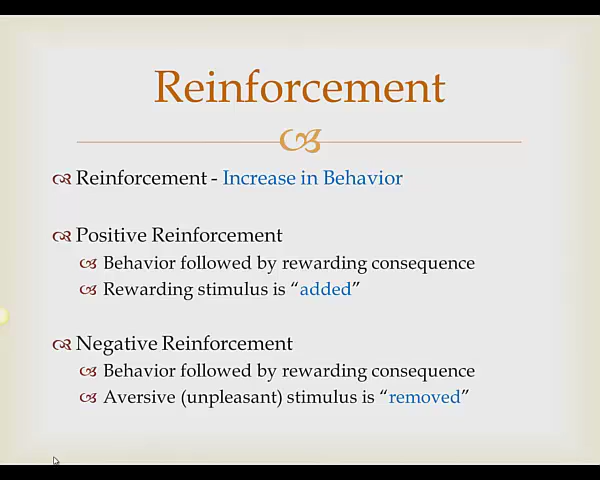 Reinforcement
Reinforcement - Increase in Behavior
Positive Reinforcement
Behavior followed by rewarding consequence
Rewarding stimulus is “added”
Negative Reinforcement
Behavior followed by rewarding consequence
Aversive (unpleasant) stimulus is “removed”